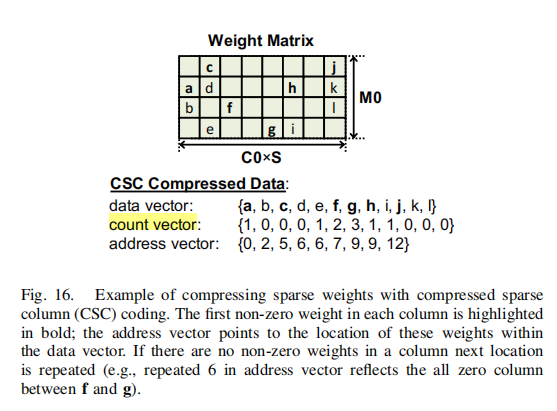 Weight Matrix
c j
a d h k
b f l
e g i
M0
C0×S
CSC Compressed Data:
data vector: {a, b, c, d, e, f, g, h, i, j, k, l}
count vector: {1, 0, 0, 0, 1, 2, 3, 1, 1, 0, 0, 0}
address vector: {0, 2, 5, 6, 6, 7, 9, 9, 12}
Fig. 16. Example of compressing sparse weights with compressed sparse
column (CSC) coding. The first non-zero weight in each column is highlighted
in bold; the address vector points to the location of these weights within
the data vector. If there are no non-zero weights in a column next location
is repeated (e.g., repeated 6 in address vector reflects the all zero column
between f and g).